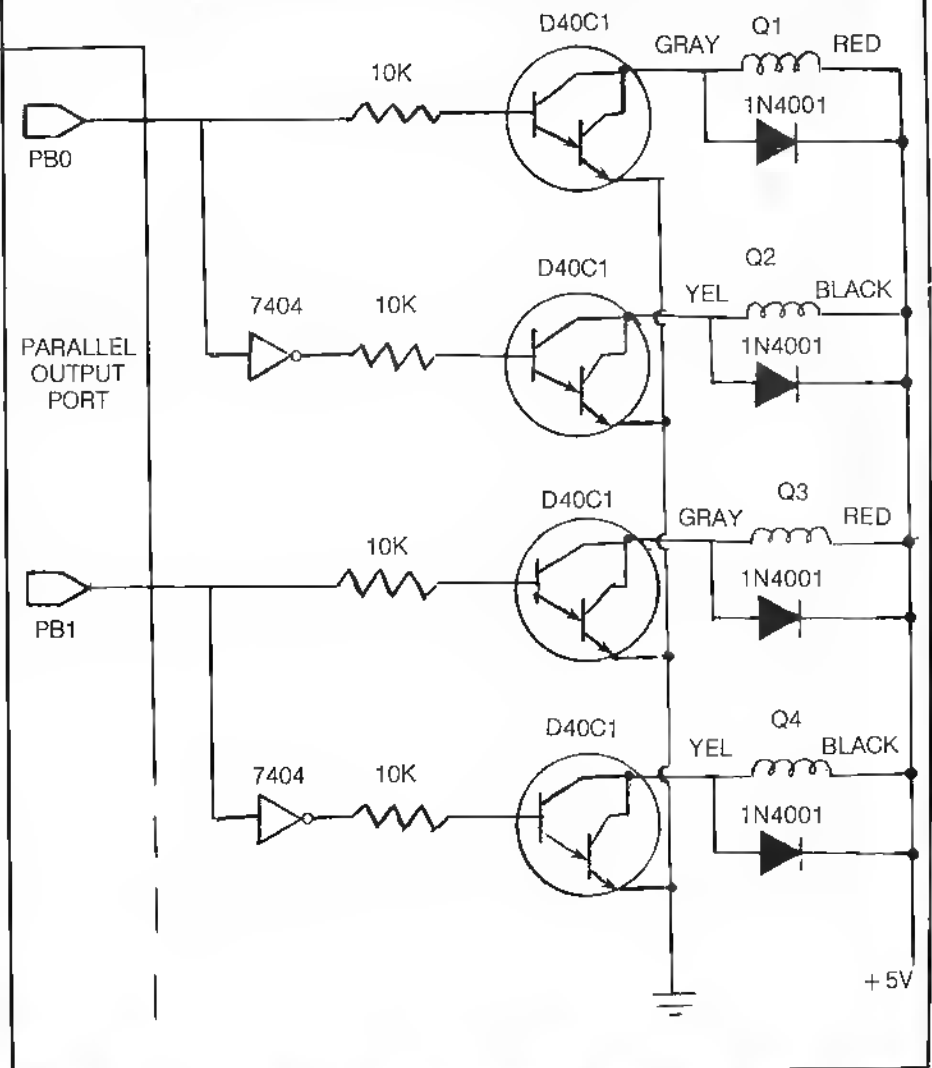 D40C1
Q1
GRAY
RED
10K
1N4001
PB0
D40C1
Q2
YEL
BLACK
7404
10K
1N4001
PARALLEL
OUTPUT
PORT
D40C1
Q3
GRAY
RED
10K
1N4001
PB1
D40C1
Q4
YEL
BLACK
7404
10K
1N4001
+ 5V